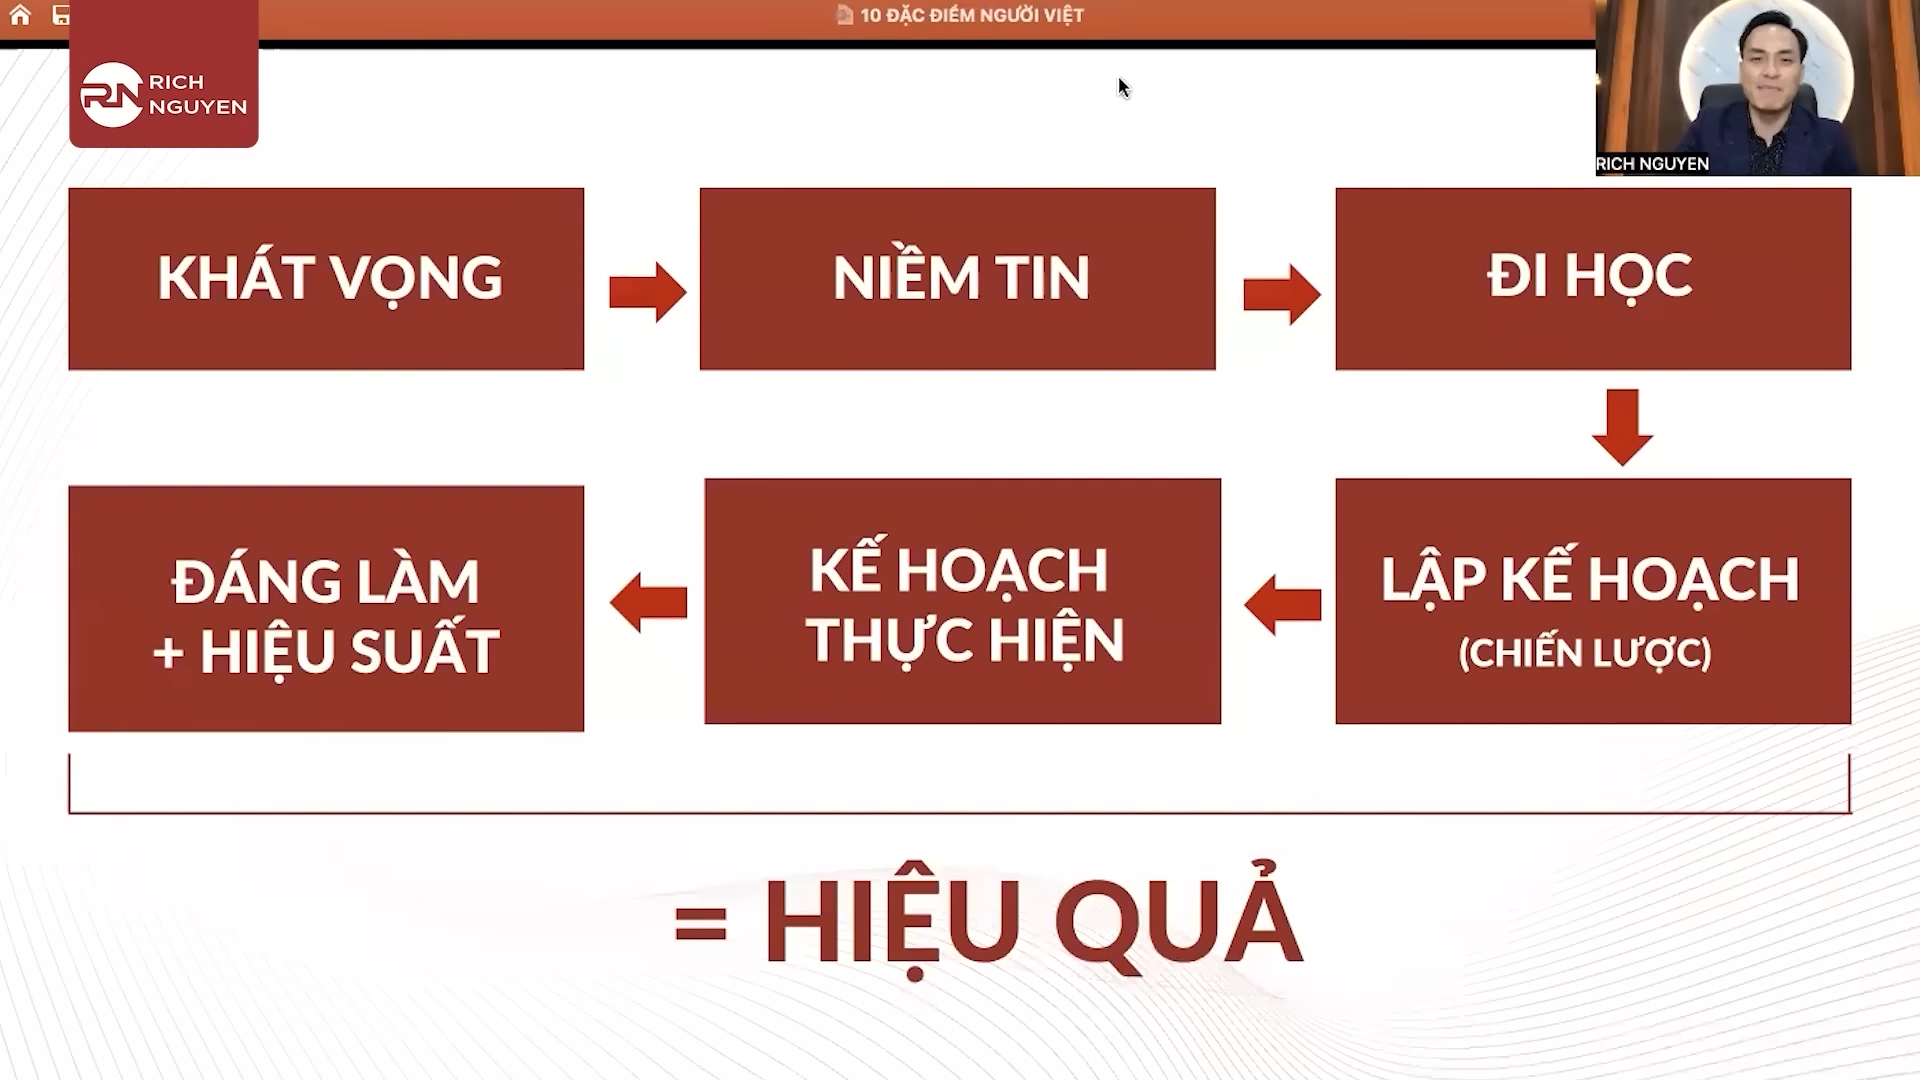 10 ĐẶC ĐIỂM NGƯỜI VIỆT
RICH
NGUYEN
RN
RICH NGUYEN
KHÁT VỌNG
NIỀM TIN
ĐI HỌC
LẬP KẾ HOẠCH
(CHIẾN LƯỢC)
KẾ HOẠCH
THỰC HIỆN
ĐÁNG LÀM
+ HIỆU SUẤT
= HIỆU QUẢ